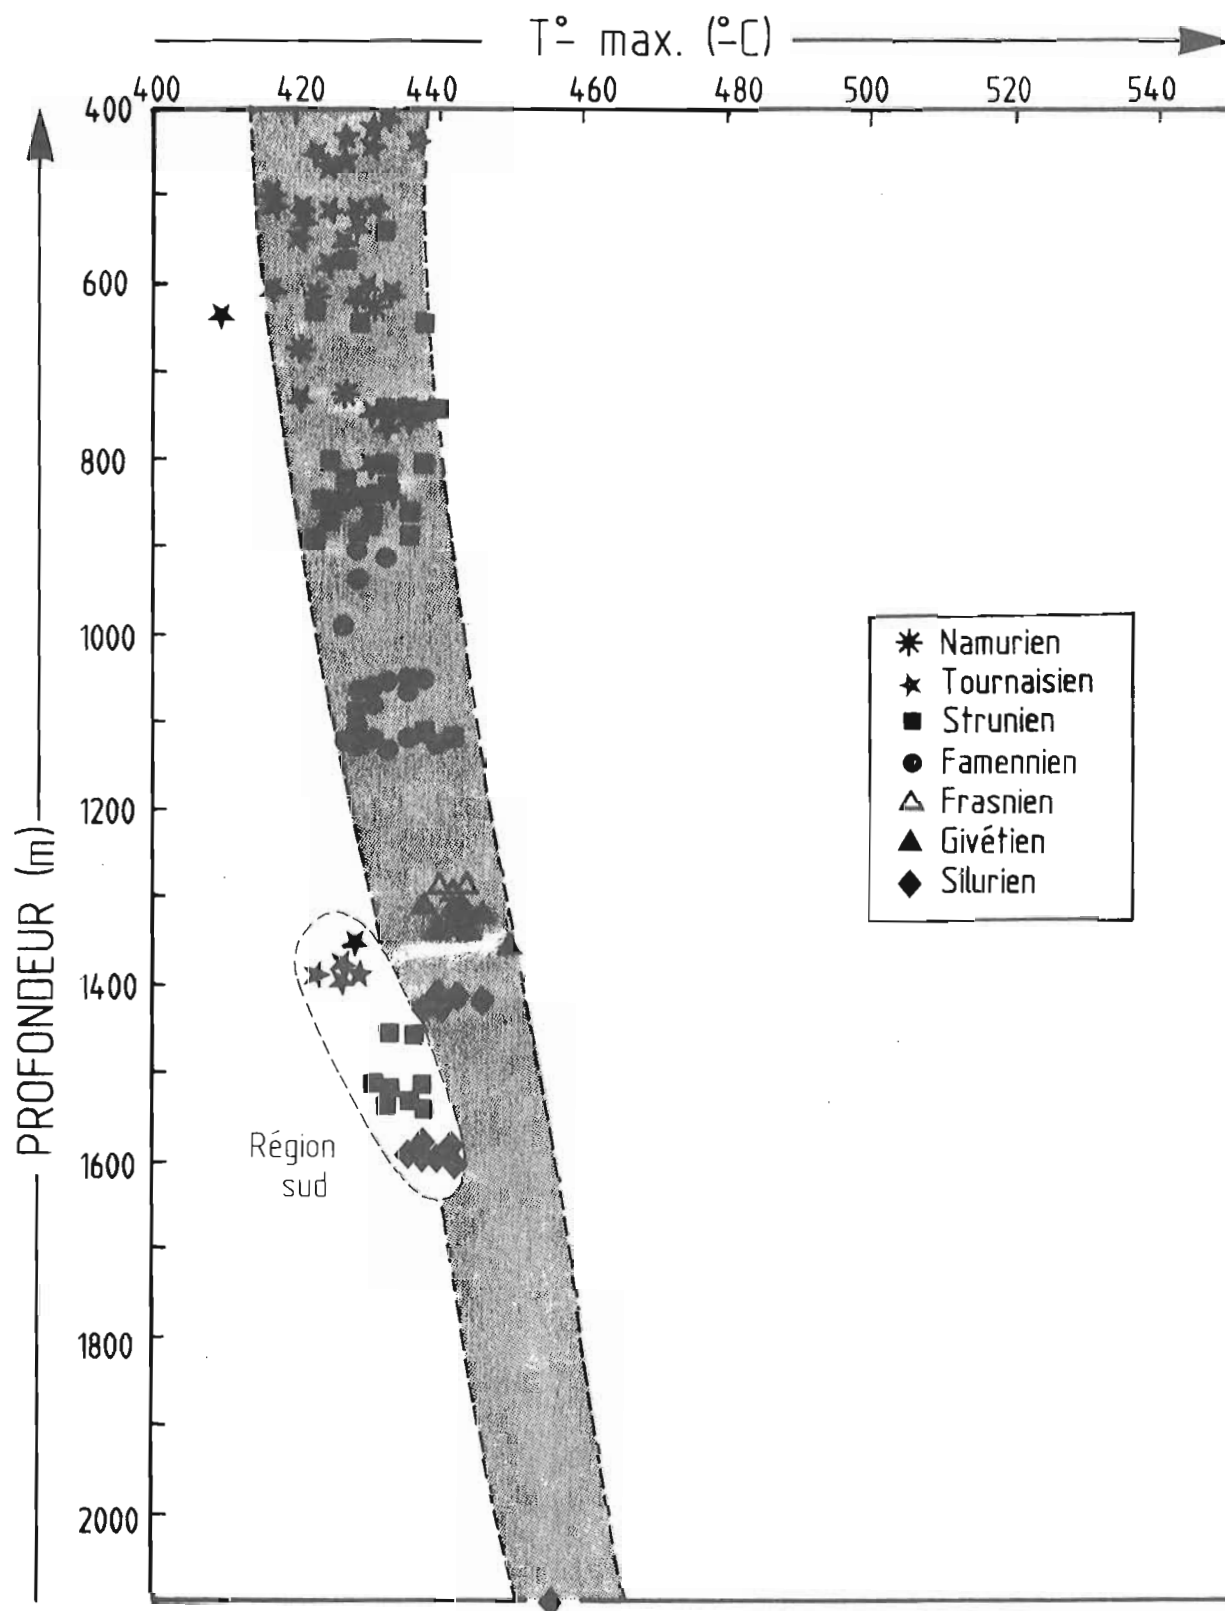 T° max. (°C)
400 420 440 460 480 500 520 540
400
600
800
1000
1200
1400
1600
1800
2000
PROFONDEUR (m)
Namurien
Tournaisien
Strunien
Famennien
Frasnien
Givétien
Silurien
Région
sud